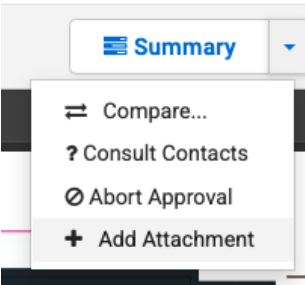 Summary
Compare...
? Consult Contacts
Abort Approval
+ Add Attachment